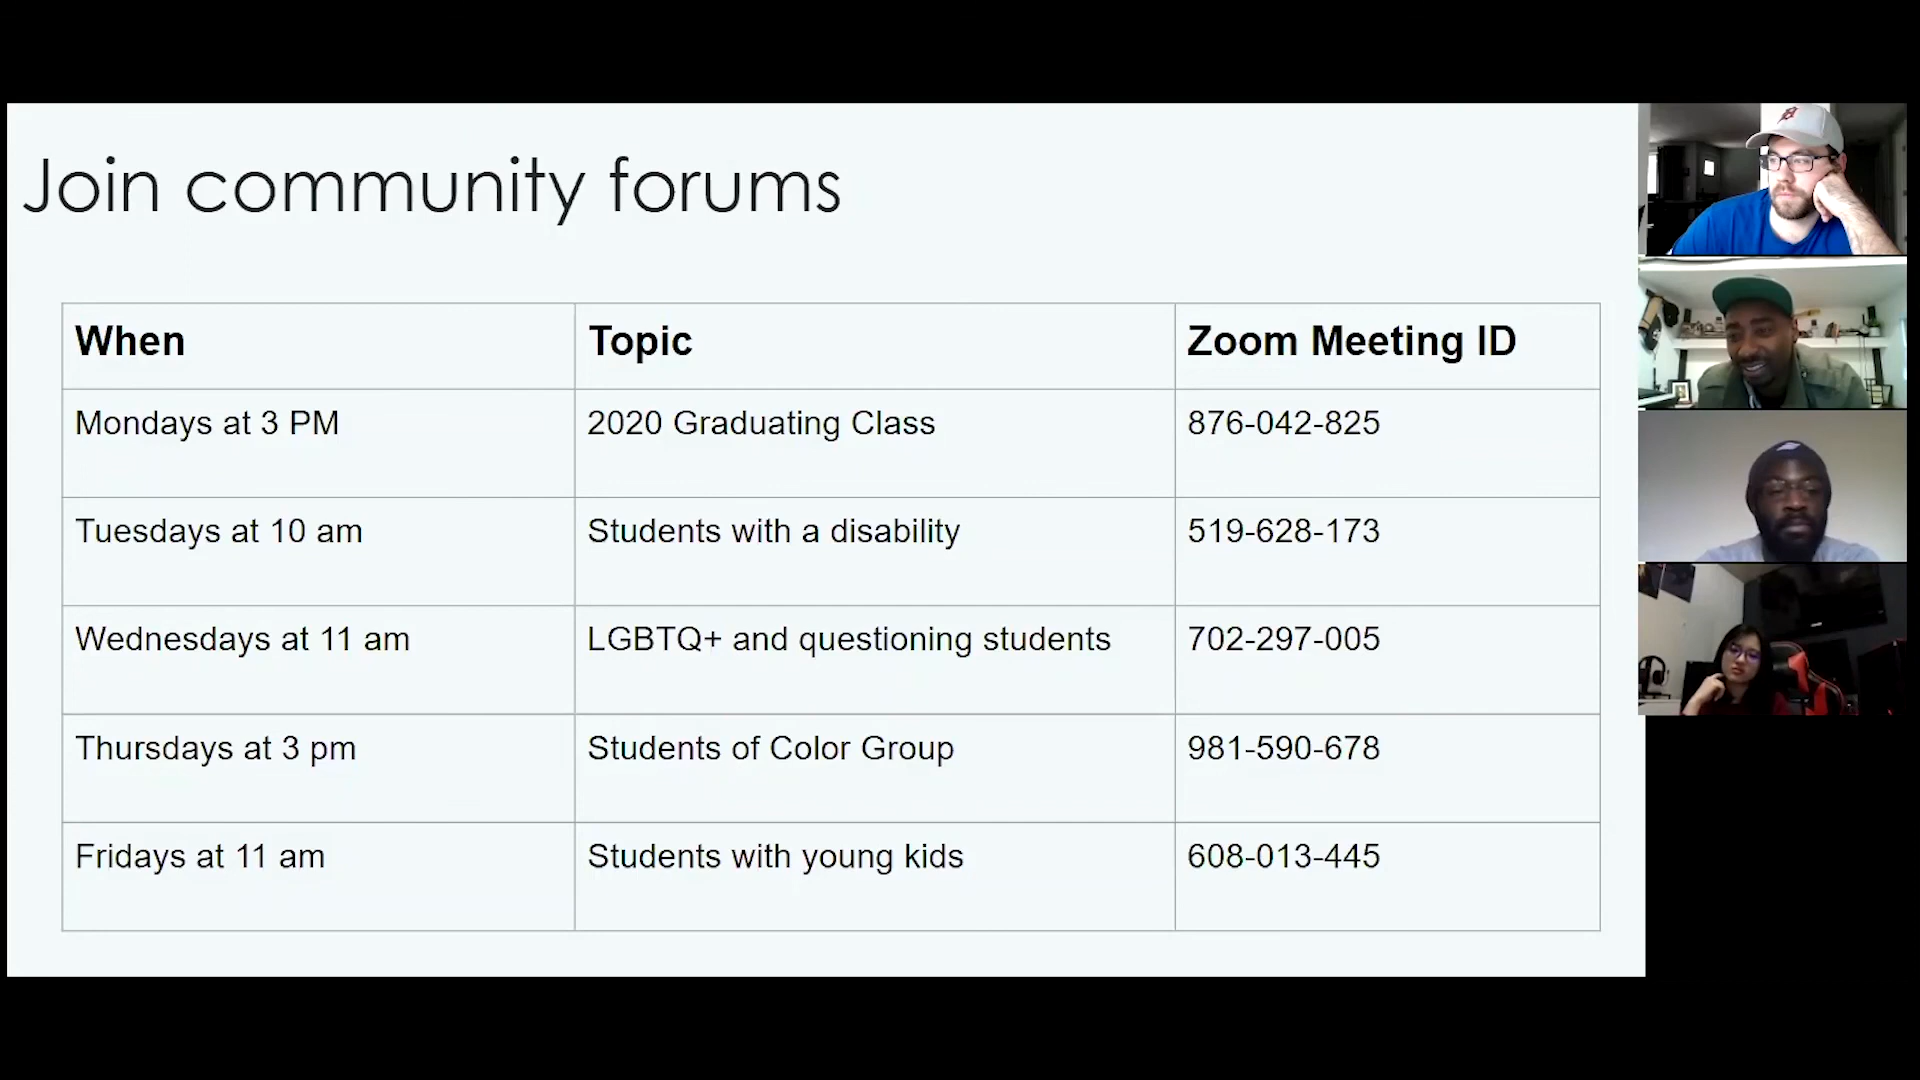 Join community forums
When Topic Zoom Meeting ID
Mondays at 3 PM 2020 Graduating Class 876-042-825
Tuesdays at 10 am Students with a disability 519-628-173
Wednesdays at 11 am LGBTQ+ and questioning students 702-297-005
Thursdays at 3 pm Students of Color Group 981-590-678
Fridays at 11 am Students with young kids 608-013-445